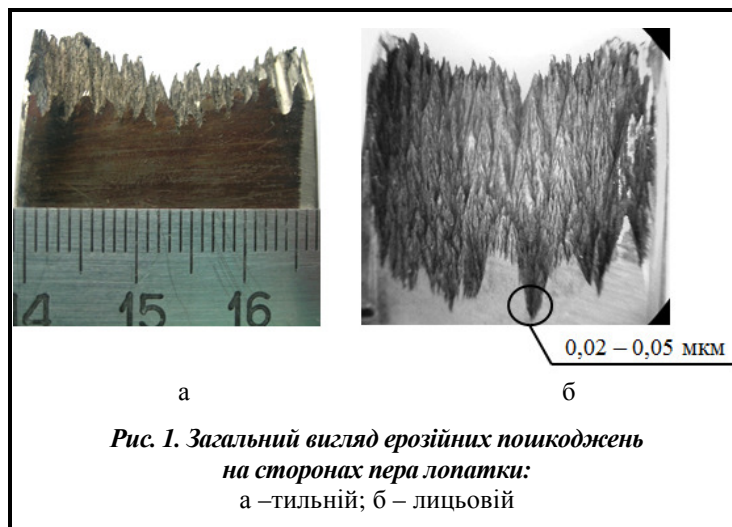 14 15 16
0,02 – 0,05 мкм
а б
Рис. 1. Загальний вигляд ерозійних пошкоджень
на сторонах пера лопатки:
а –тильній; б – лицьовій